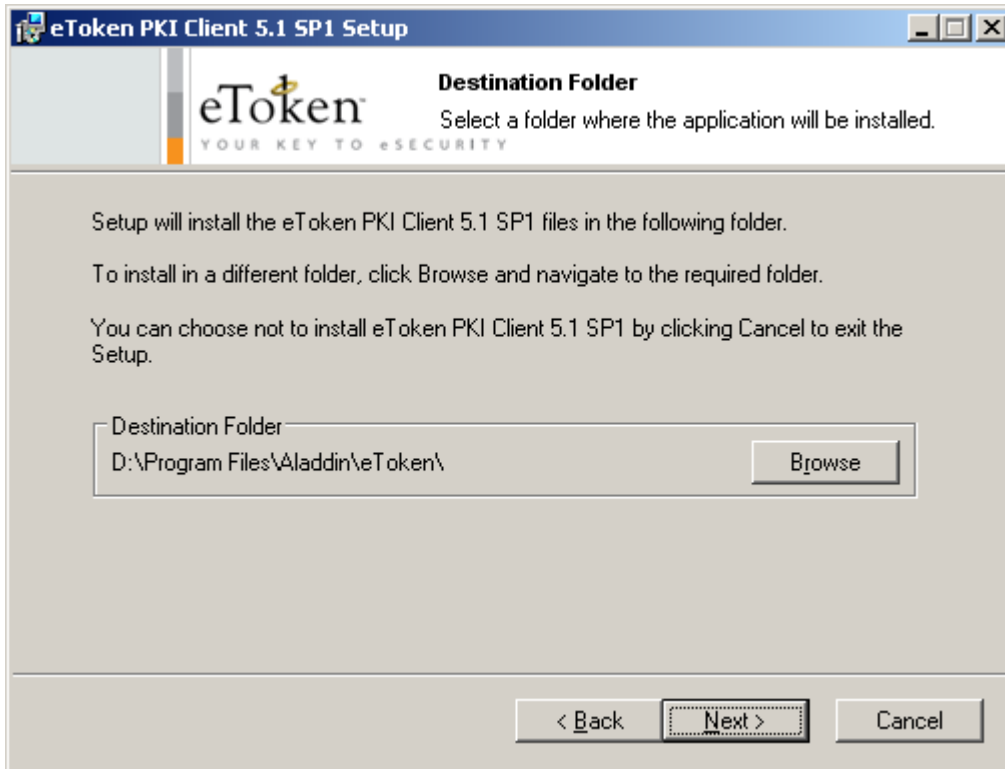 eToken PKI Client 5.1 SP1 Setup
eToken™
YOUR KEY TO eSECURITY
Destination Folder
Select a folder where the application will be installed.
Setup will install the eToken PKI Client 5.1 SP1 files in the following folder.
To install in a different folder, click Browse and navigate to the required folder.
You can choose not to install eToken PKI Client 5.1 SP1 by clicking Cancel to exit the
Setup.
Destination Folder
D:\Program Files\Aladdin\eToken\
Browse
< Back
Next >
Cancel